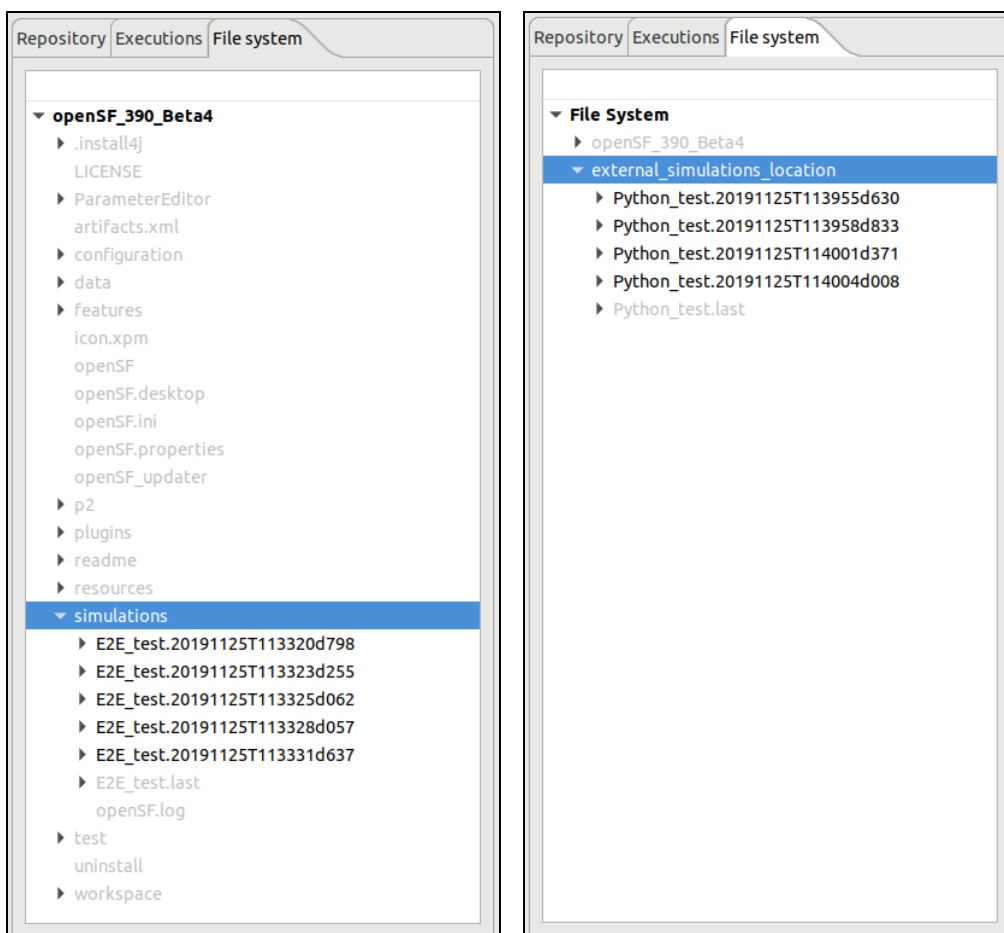 Repository Executions File system
openSF_390_Beta4
.install4j
LICENSE
ParameterEditor
artifacts.xml
configuration
data
features
icon.xpm
openSF
openSF.desktop
openSF.ini
openSF.properties
openSF_updater
p2
plugins
readme
resources
simulations
E2E_test.20191125T113320d798
E2E_test.20191125T113323d255
E2E_test.20191125T113325d062
E2E_test.20191125T113328d057
E2E_test.20191125T113331d637
E2E_test.last
openSF.log
test
uninstall
workspace
Repository Executions File system
File System
openSF_390_Beta4
external_simulations_location
Python_test.20191125T113955d630
Python_test.20191125T113958d833
Python_test.20191125T114001d371
Python_test.20191125T114004d008
Python_test.last